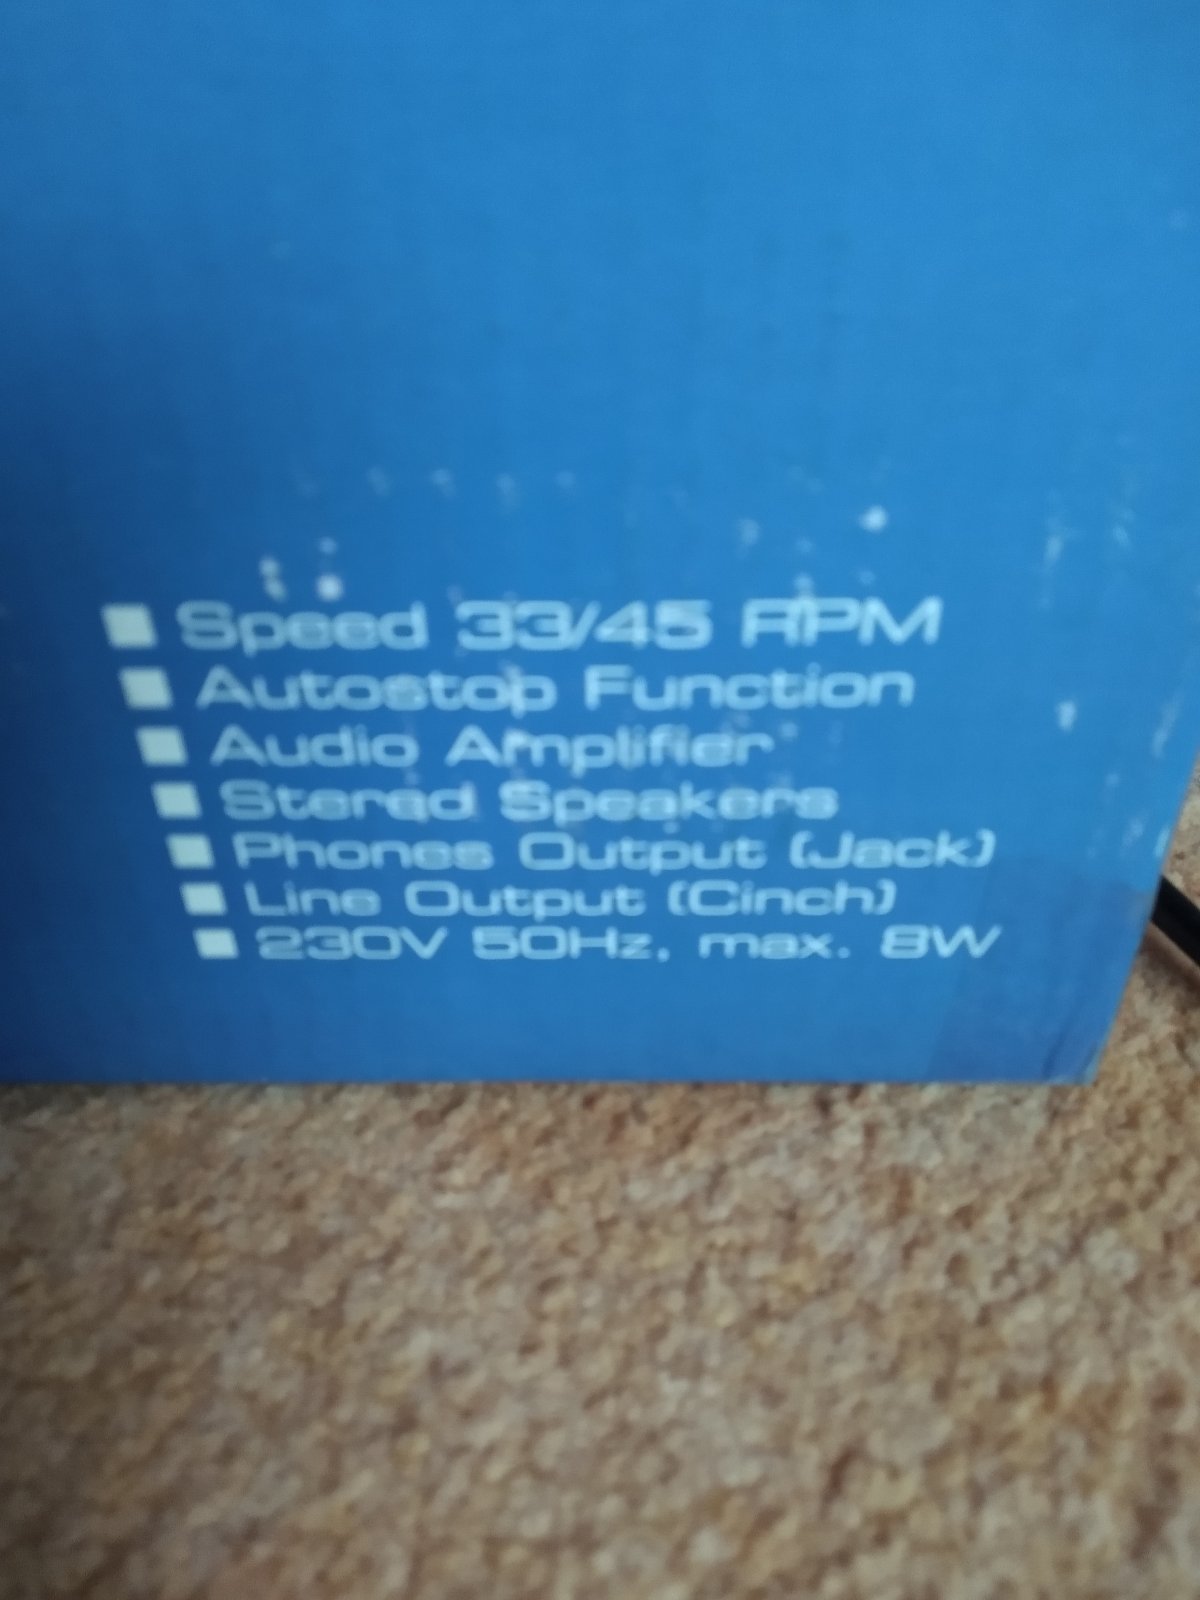 Speed 33/45 RPM
Autostop Function
Audio Amplifier
Stereo Speakers
Phones Output (Jack)
Line Output (Cinch)
230V 50Hz, max. 8W